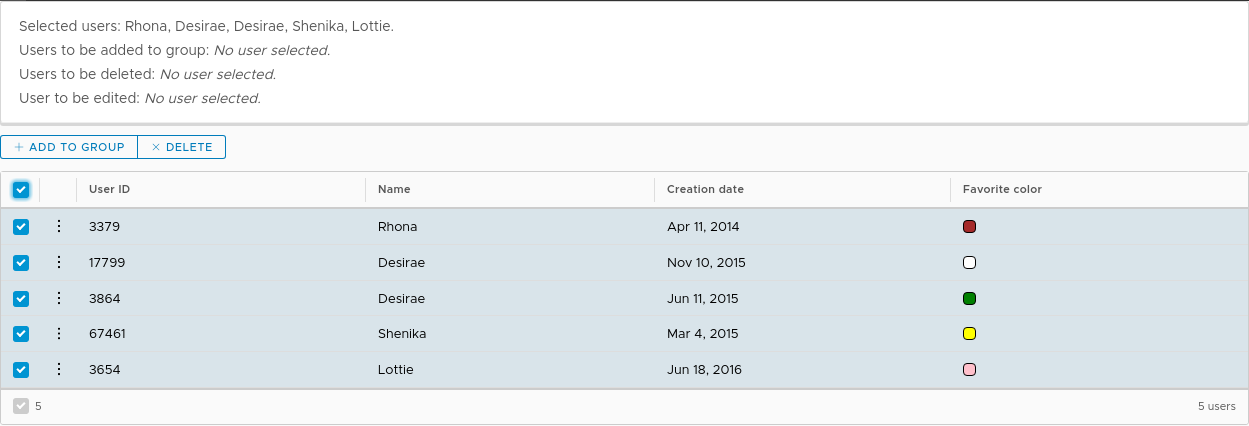 Selected users: Rhona, Desirae, Desirae, Shenika, Lottie.
Users to be added to group: No user selected.
Users to be deleted: No user selected.
User to be edited: No user selected.
ADD TO GROUP DELETE
User ID Name Creation date Favorite color
3379 Rhona Apr 11, 2014
17799 Desirae Nov 10, 2015
3864 Desirae Jun 11, 2015
67461 Shenika Mar 4, 2015
3654 Lottie Jun 18, 2016
5 5 users